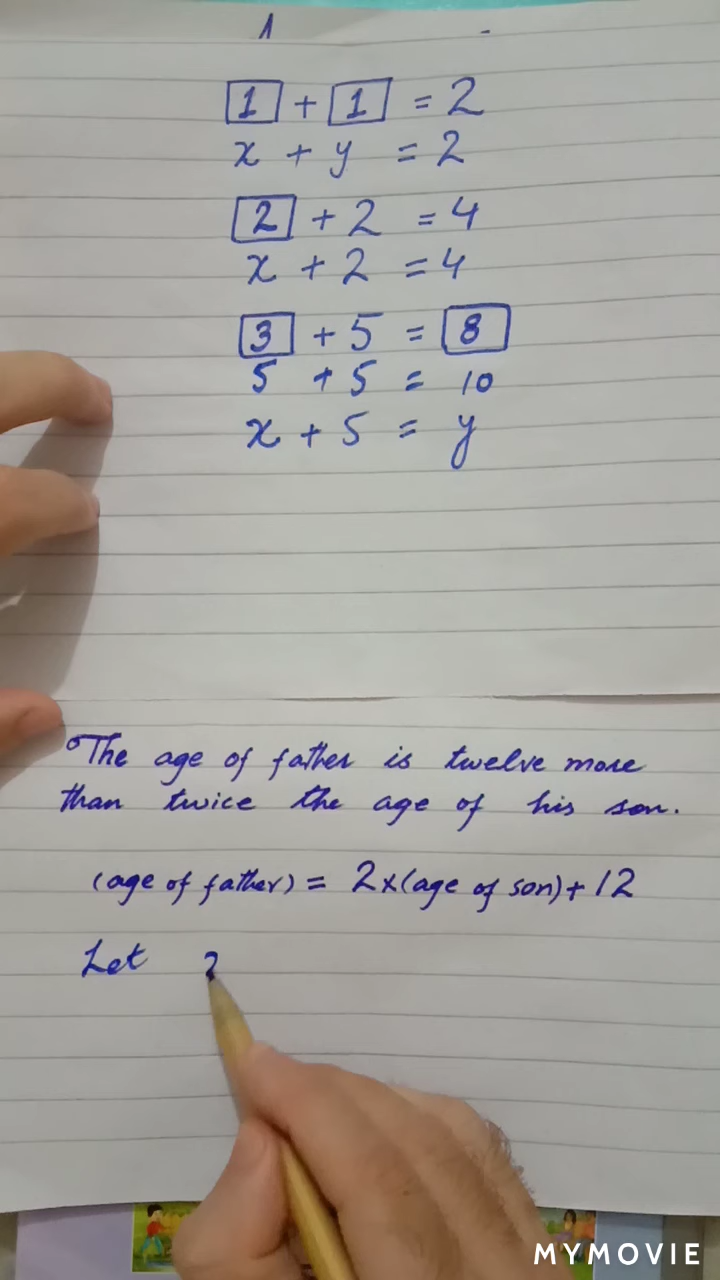 1 + 1 = 2
x + y = 2
2 + 2 = 4
x + 2 = 4
3 + 5 = 8
5 + 5 = 10
x + 5 = y
The age of father is twelve more
than twice the age of his son.
(age of father) = 2x(age of son) + 12
Let
MYMOVIE